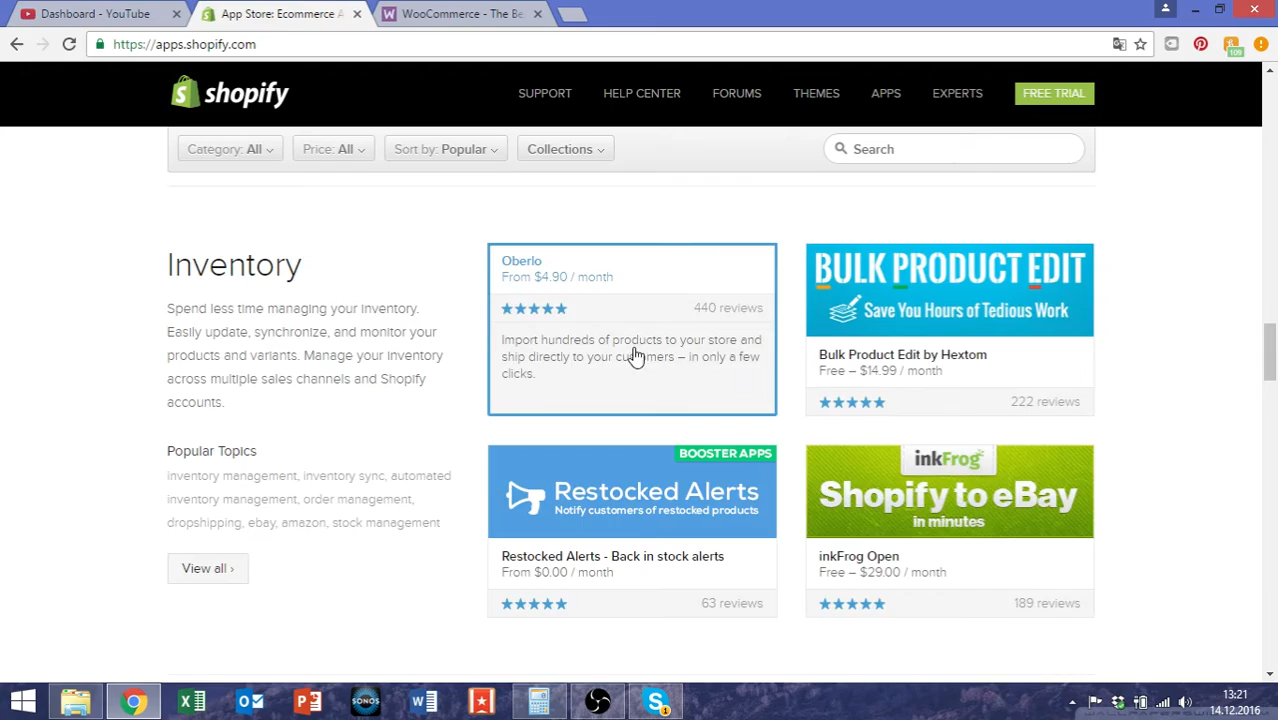 Dashboard - YouTube
App Store: Ecommerce A
WooCommerce - The Be
https://apps.shopify.com
109
shopify
SUPPORT
HELP CENTER
FORUMS
THEMES
APPS
EXPERTS
FREE TRIAL
Category: All
Price: All
Sort by: Popular
Collections
Search
Inventory
Spend less time managing your inventory.
Easily update, synchronize, and monitor your
products and variants. Manage your inventory
across multiple sales channels and Shopify
accounts.
Popular Topics
inventory management, inventory sync, automated
inventory management, order management,
dropshipping, ebay, amazon, stock management
View all ›
Oberlo
From $4.90 / month
440 reviews
Import hundreds of products to your store and
ship directly to your customers – in only a few
clicks.
BULK PRODUCT EDIT
Save You Hours of Tedious Work
Bulk Product Edit by Hextom
Free – $14.99 / month
222 reviews
BOOSTER APPS
Restocked Alerts
Notify customers of restocked products
Restocked Alerts - Back in stock alerts
From $0.00 / month
63 reviews
inkFrog
Shopify to eBay
in minutes
inkFrog Open
Free – $29.00 / month
189 reviews
SONOS
1
13:21
14.12.2016